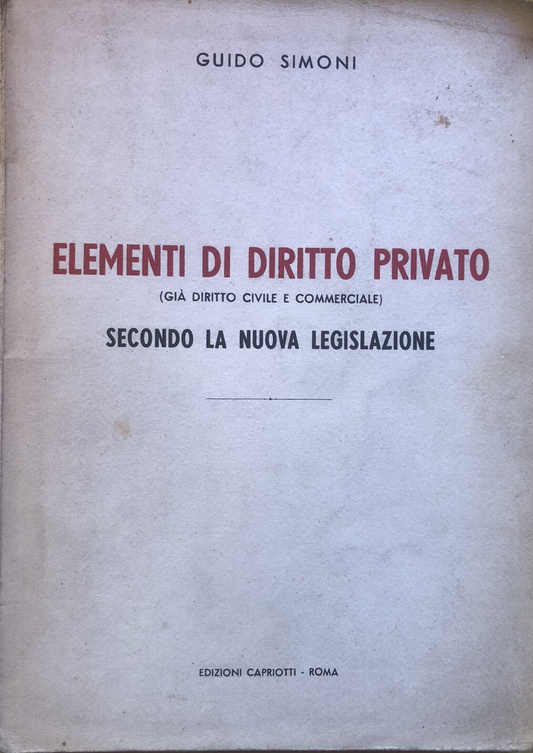 GUIDO SIMONI
ELEMENTI DI DIRITTO PRIVATO
(GIÀ DIRITTO CIVILE E COMMERCIALE)
SECONDO LA NUOVA LEGISLAZIONE
EDIZIONI CAPRIOTTI - ROMA